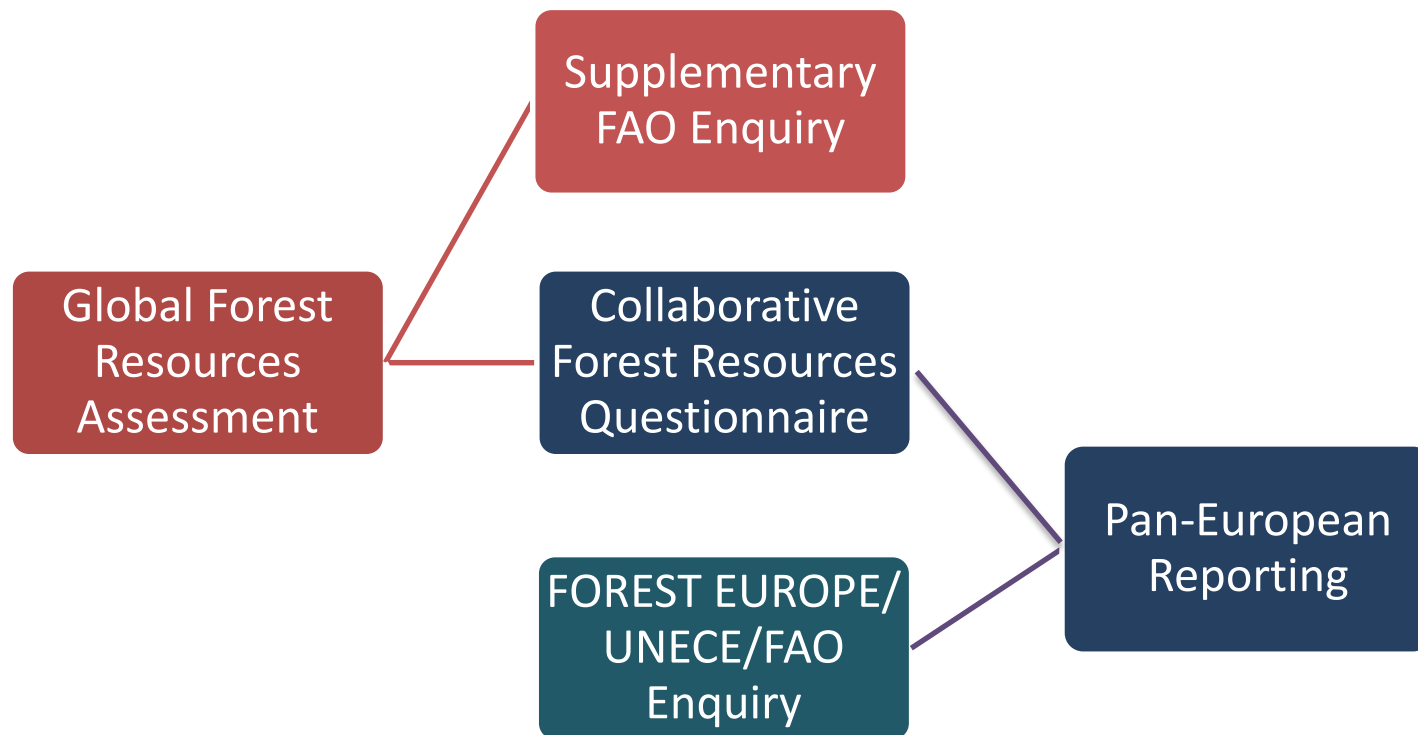 Supplementary
FAO Enquiry
Global Forest
Resources
Assessment
Collaborative
Forest Resources
Questionnaire
Pan-European
Reporting
FOREST EUROPE/
UNECE/FAO
Enquiry